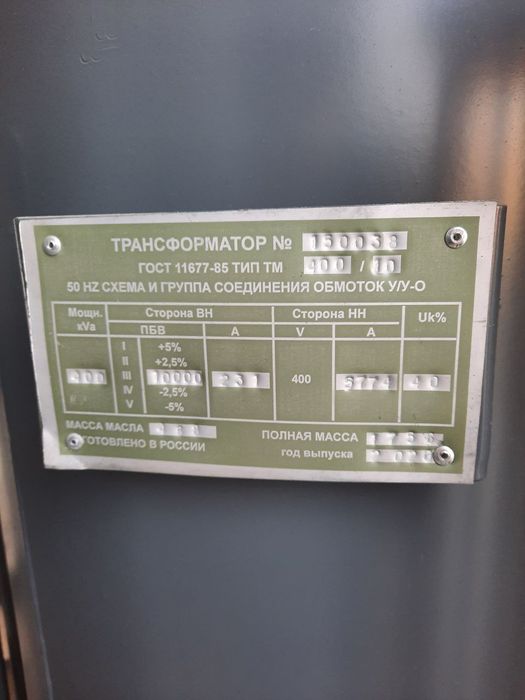 ТРАНСФОРМАТОР № 150038
ГОСТ 11677-85 ТИП ТМ 400 / 10
50 HZ СХЕМА И ГРУППА СОЕДИНЕНИЯ ОБМОТОК У/У-О
Мощн. kVa Сторона ВН Сторона НН Uk%
ПБВ A V A
I +5%
II +2,5%
400 III 10000 231 400 5774 40
IV -2,5%
V -5%
МАССА МАСЛА ПОЛНАЯ МАССА
ИЗГОТОВЛЕНО В РОССИИ год выпуска